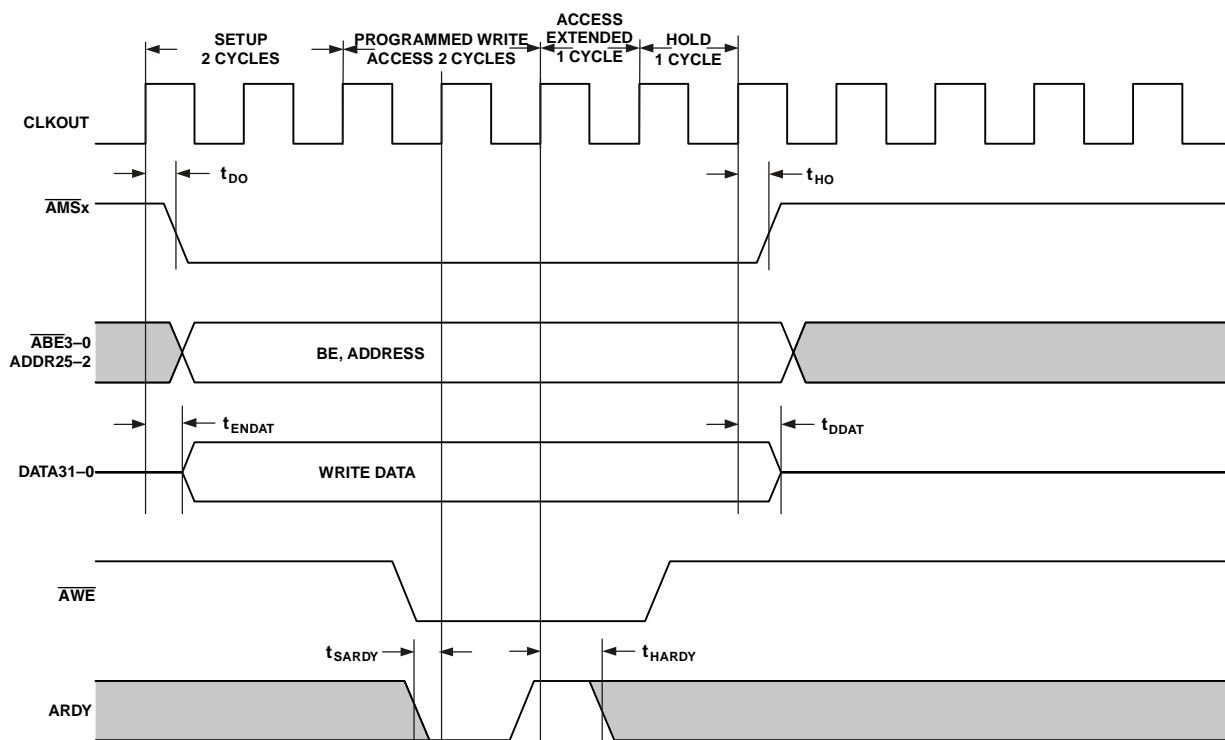 SETUP
2 CYCLES
PROGRAMMED WRITE
ACCESS 2 CYCLES
ACCESS
EXTENDED
1 CYCLE
HOLD
1 CYCLE
CLKOUT
tDO
tHO
AMSx
ABE3–0
ADDR25–2
BE, ADDRESS
tENDAT
tDDAT
DATA31–0
WRITE DATA
AWE
tSARDY
tHARDY
ARDY